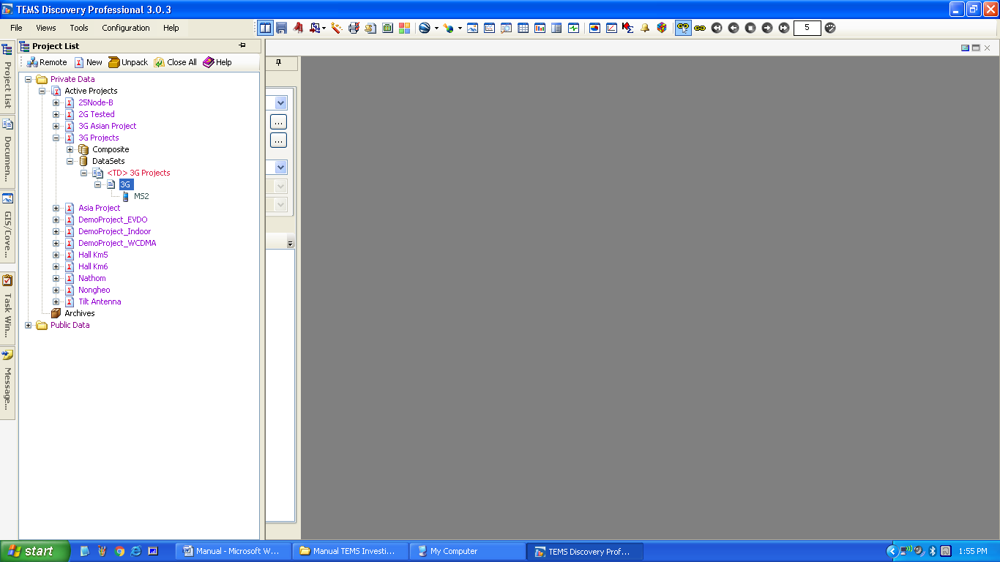 TEMS Discovery Professional 3.0.3
File Views Tools Configuration Help 5
Project List
Remote New Unpack Close All Help
Private Data
Active Projects
25Node-B
2G Tested
3G Asian Project
3G Projects
Composite
DataSets
<TD> 3G Projects
3G
MS2
Asia Project
DemoProject_EVDO
DemoProject_Indoor
DemoProject_WCDMA
Hall Km5
Hall Km6
Nathom
Nongheo
Tilt Antenna
Archives
Public Data
Project List
Documen...
GIS/Cove...
Task Win...
Message...
...
...
start Manual - Microsoft W... Manual TEMS Investi... My Computer TEMS Discovery Prof... 1:55 PM